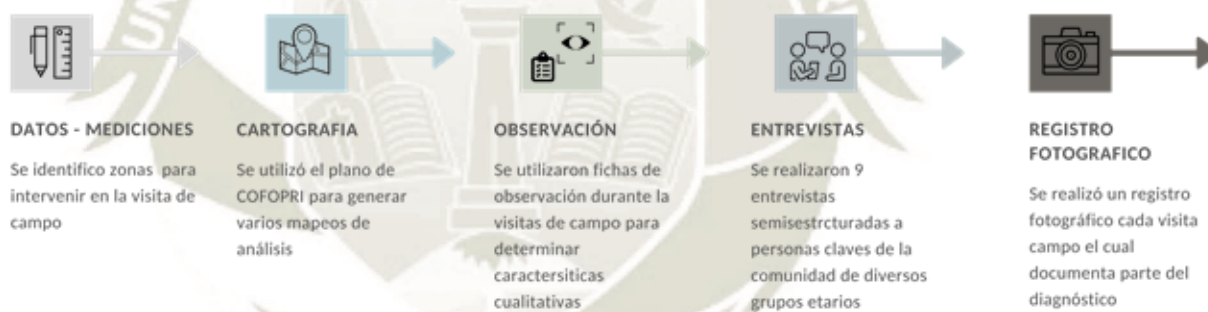 DATOS - MEDICIONES
Se identifico zonas para
intervenir en la visita de
campo
CARTOGRAFIA
Se utilizó el plano de
COFOPRI para generar
varios mapeos de
análisis
OBSERVACIÓN
Se utilizaron fichas de
observación durante la
visitas de campo para
determinar
caractersiticas
cualitativas
ENTREVISTAS
Se realizaron 9
entrevistas
semisestrcturadas a
personas claves de la
comunidad de diversos
grupos etarios
REGISTRO
FOTOGRAFICO
Se realizó un registro
fotográfico cada visita
campo el cual
documenta parte del
diagnóstico